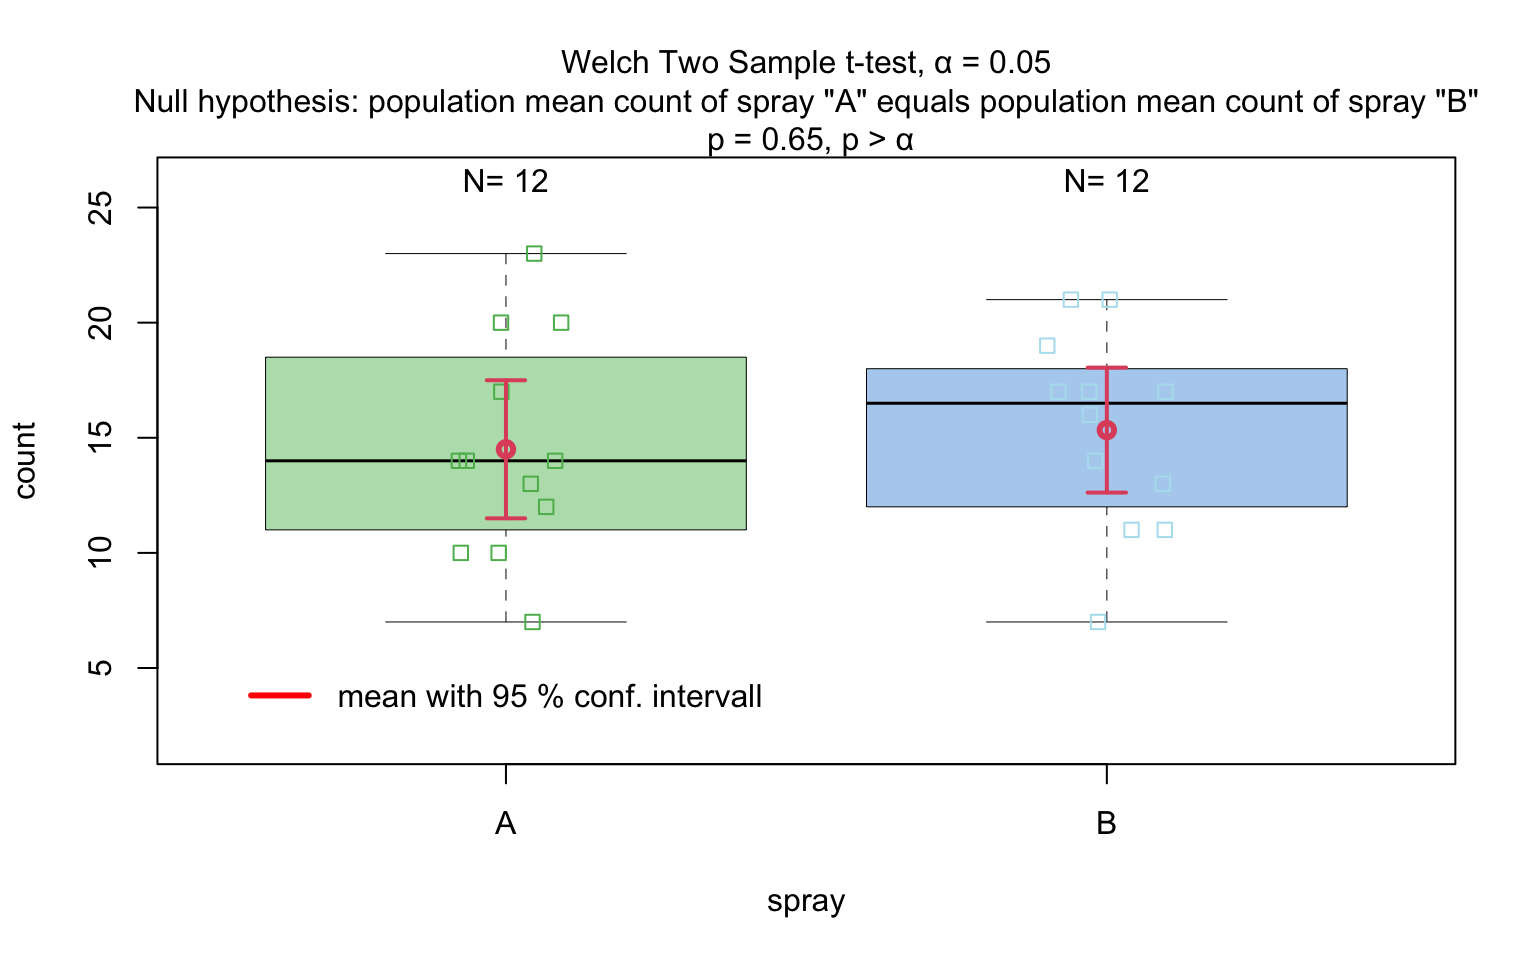 Welch Two Sample t-test, α = 0.05
Null hypothesis: population mean count of spray "A" equals population mean count of spray "B"
p = 0.65, p > α
N= 12
N= 12
25
20
15
10
5
count
mean with 95 % conf. intervall
A
B
spray